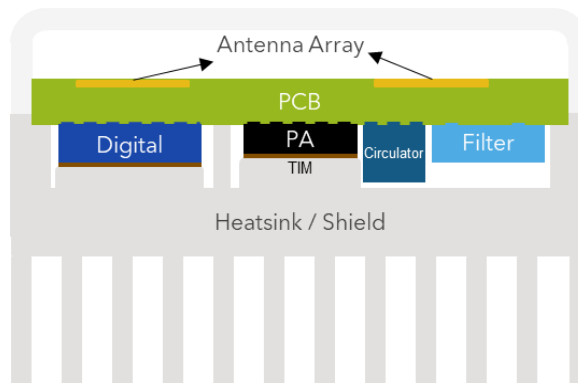 Antenna Array
PCB
Digital
PA
Circulator
Filter
TIM
Heatsink / Shield